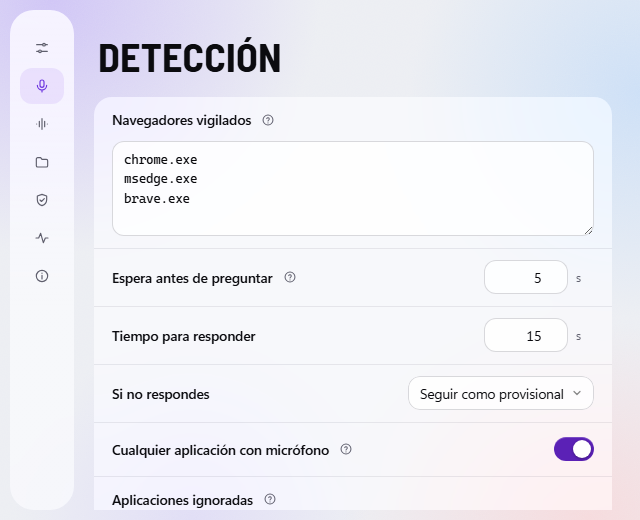 DETECCIÓN
Navegadores vigilados
chrome.exe
msedge.exe
brave.exe
Espera antes de preguntar 5 s
Tiempo para responder 15 s
Si no respondes Seguir como provisional
Cualquier aplicación con micrófono
Aplicaciones ignoradas